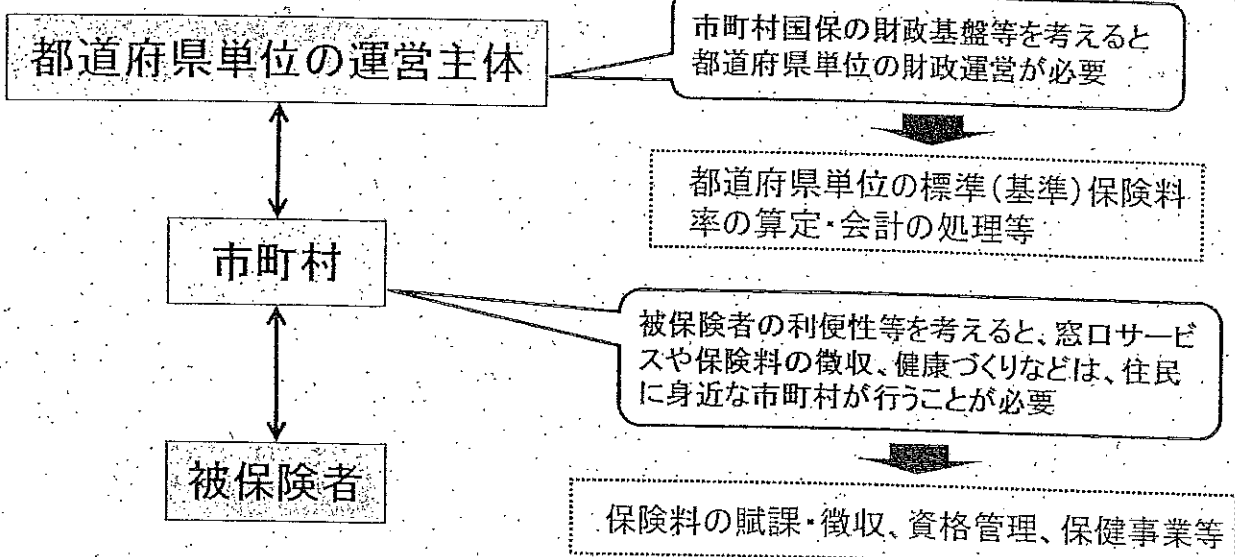 都道府県単位の運営主体
市町村国保の財政基盤等を考えると
都道府県単位の財政運営が必要
都道府県単位の標準(基準)保険料
率の算定・会計の処理等
市町村
被保険者の利便性等を考えると、窓口サービ
スや保険料の徴収、健康づくりなどは、住民
に身近な市町村が行うことが必要
被保険者
保険料の賦課・徴収、資格管理、保健事業等